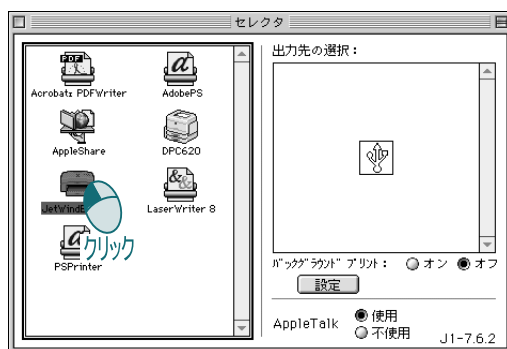 セレクタ
Acrobat: PDFWriter
AdobePS
AppleShare
DPC620
LaserWriter 8
クリック
PSPrinter
出力先の選択：
バックグラウンド プリント： オン オフ
設定
AppleTalk
使用
不使用
J1-7.6.2